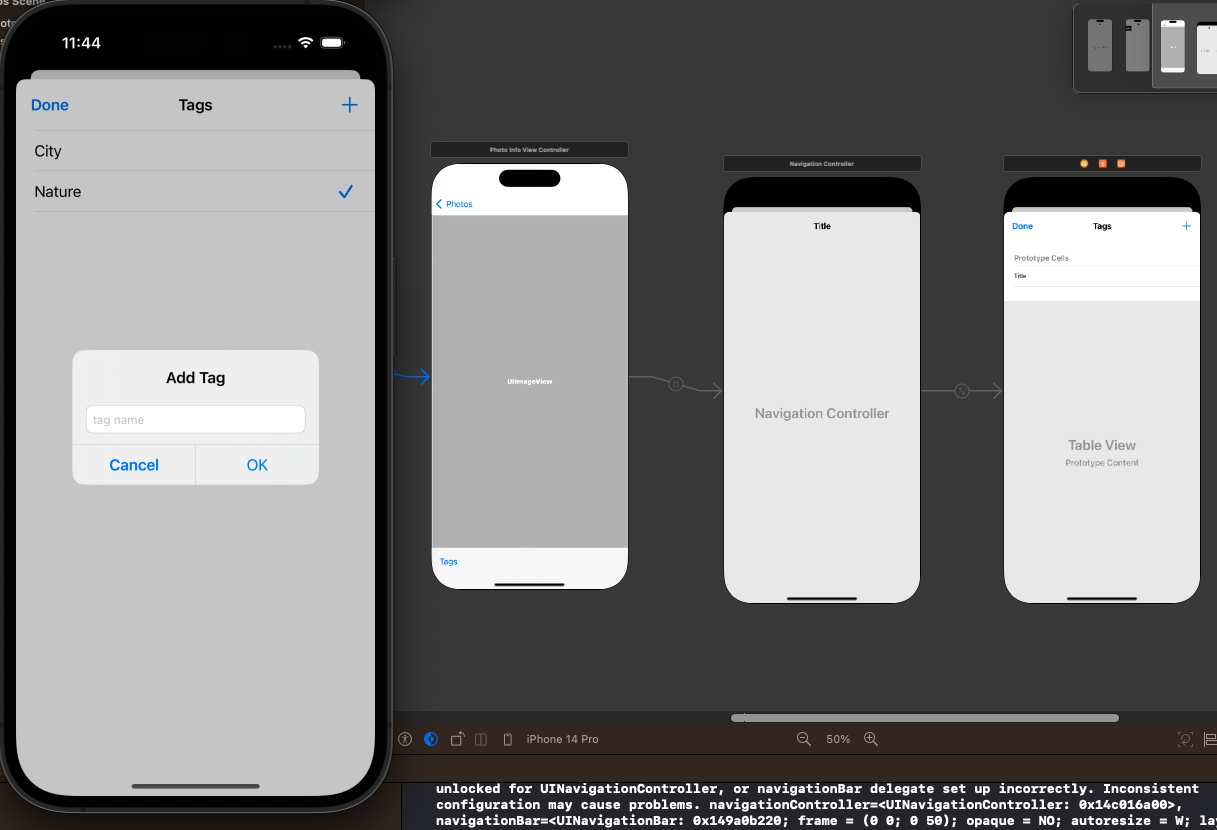 11:44
Done Tags +
City
Nature
Add Tag
tag name
Cancel OK
Photo Info View Controller
Photos
UIImageView
Tags
Navigation Controller
Title
Navigation Controller
Done Tags +
Prototype Cells
Title
Table View
Prototype Content
iPhone 14 Pro
50%
unlocked for UINavigationController, or navigationBar delegate set up incorrectly. Inconsistent
configuration may cause problems. navigationController=<UINavigationController: 0x14c016a00>,
navigationBar=<UINavigationBar: 0x149a0b220; frame = (0 0; 0 50); opaque = NO; autoresize = W;